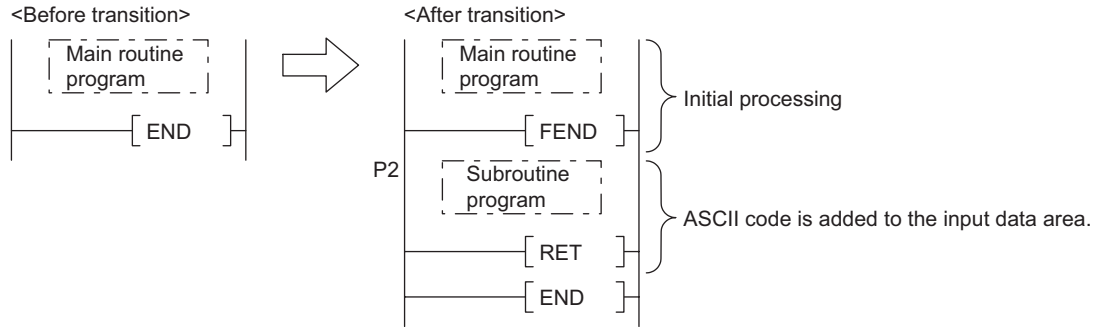 <Before transition>
Main routine
program
END
<After transition>
Main routine
program
FEND
Initial processing
P2
Subroutine
program
RET
ASCII code is added to the input data area.
END